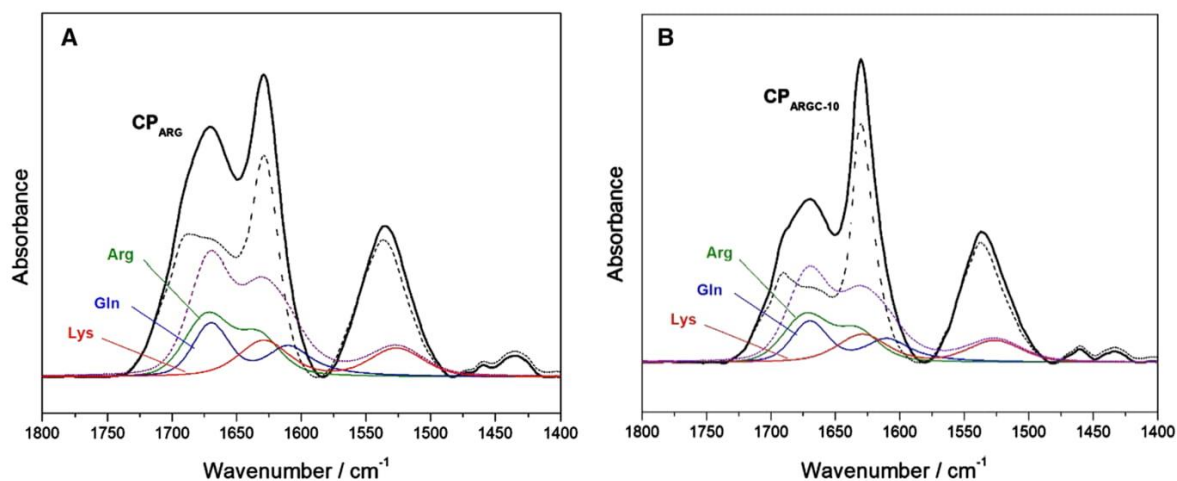 A
CP_ARG
Arg
Gln
Lys
Absorbance
1800 1750 1700 1650 1600 1550 1500 1450 1400
Wavenumber / cm⁻¹
B
CP_ARGC-10
Arg
Gln
Lys
Absorbance
1800 1750 1700 1650 1600 1550 1500 1450 1400
Wavenumber / cm⁻¹